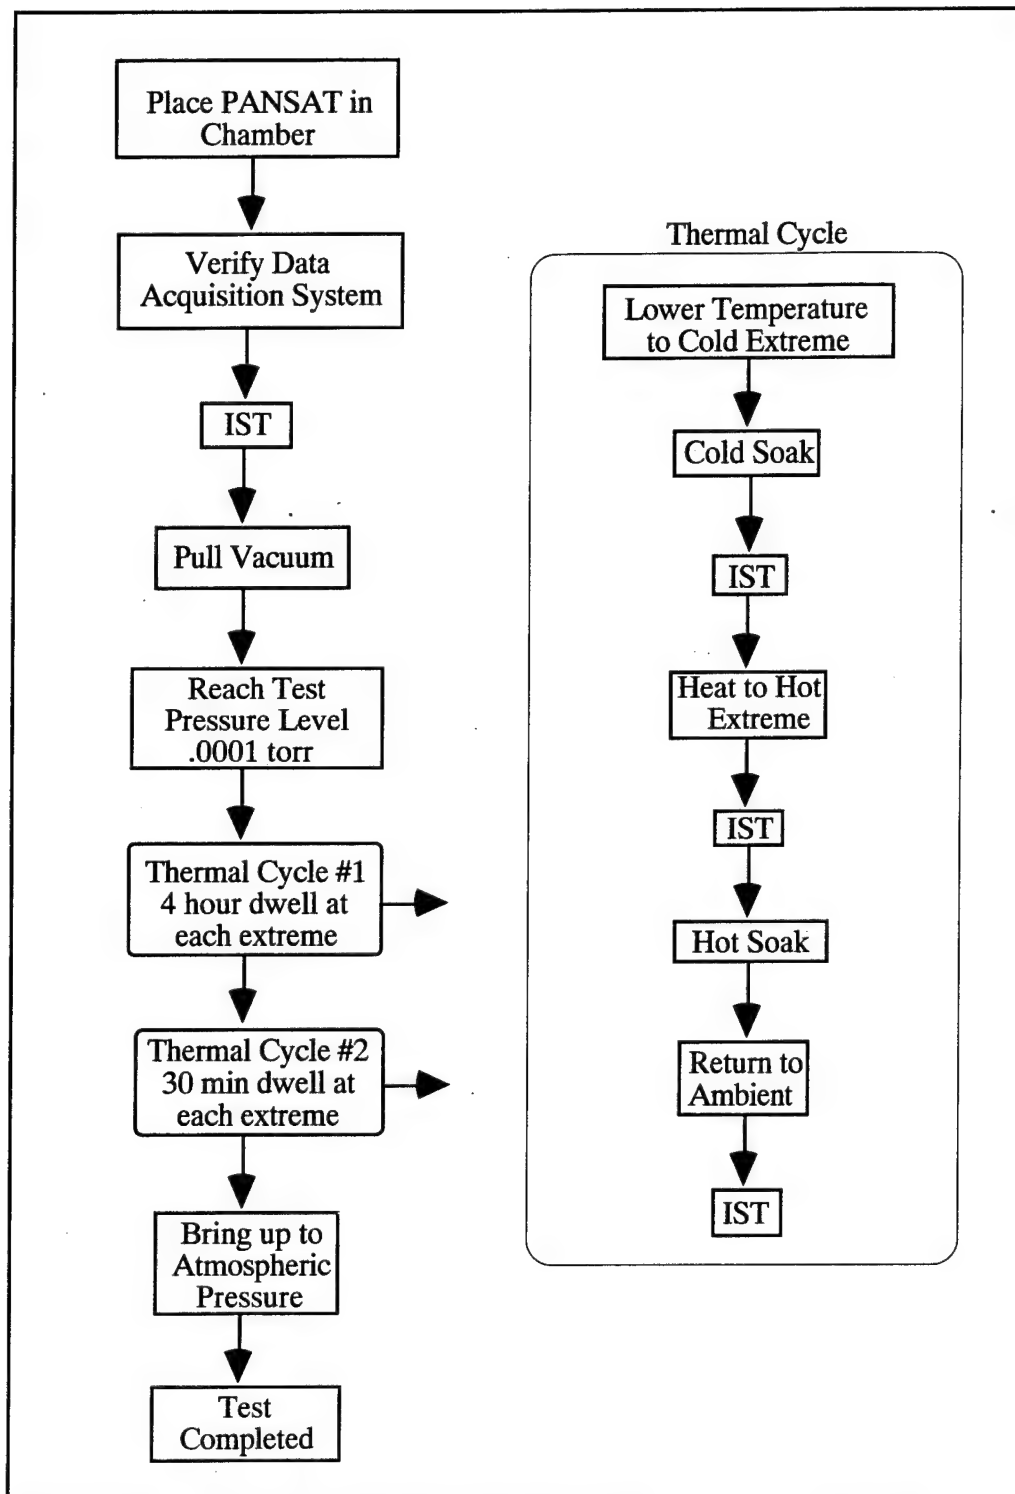 Place PANSAT in
Chamber
Verify Data
Acquisition System
IST
Pull Vacuum
Reach Test
Pressure Level
.0001 torr
Thermal Cycle #1
4 hour dwell at
each extreme
Thermal Cycle #2
30 min dwell at
each extreme
Bring up to
Atmospheric
Pressure
Test
Completed
Thermal Cycle
Lower Temperature
to Cold Extreme
Cold Soak
IST
Heat to Hot
Extreme
IST
Hot Soak
Return to
Ambient
IST